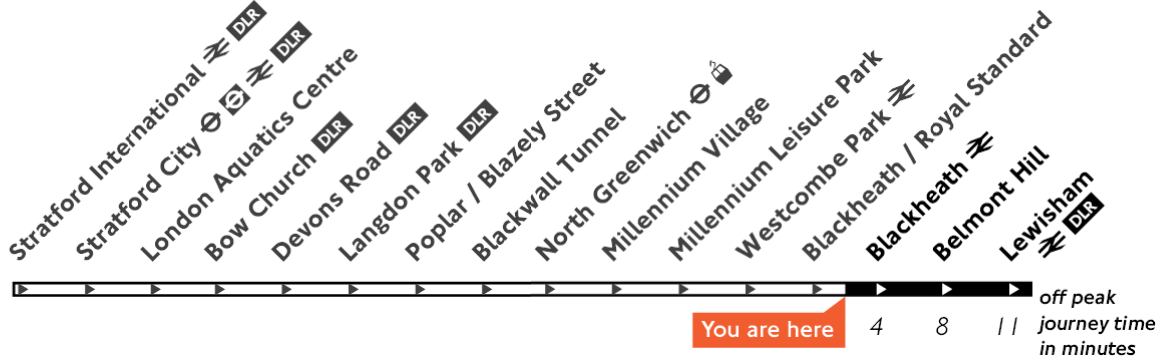 Stratford International DLR
Stratford City DLR
London Aquatics Centre
Bow Church DLR
Devons Road DLR
Langdon Park DLR
Poplar / Blazely Street
Blackwall Tunnel
North Greenwich
Millennium Village
Millennium Leisure Park
Westcombe Park
Blackheath / Royal Standard
Blackheath
Belmont Hill
Lewisham
DLR
You are here
4 8 11
off peak
journey time
in minutes